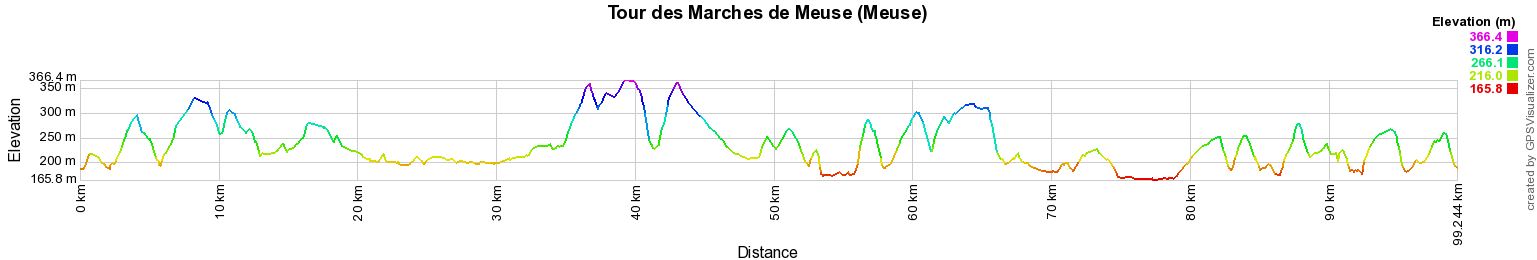 Tour des Marches de Meuse (Meuse)
Elevation (m)
366.4
316.2
266.1
216.0
165.8
created by GPSVisualizer.com
Elevation
366.4 m
350 m
300 m
250 m
200 m
165.8 m
0 km
10 km
20 km
30 km
40 km
50 km
60 km
70 km
80 km
90 km
99.244 km
Distance